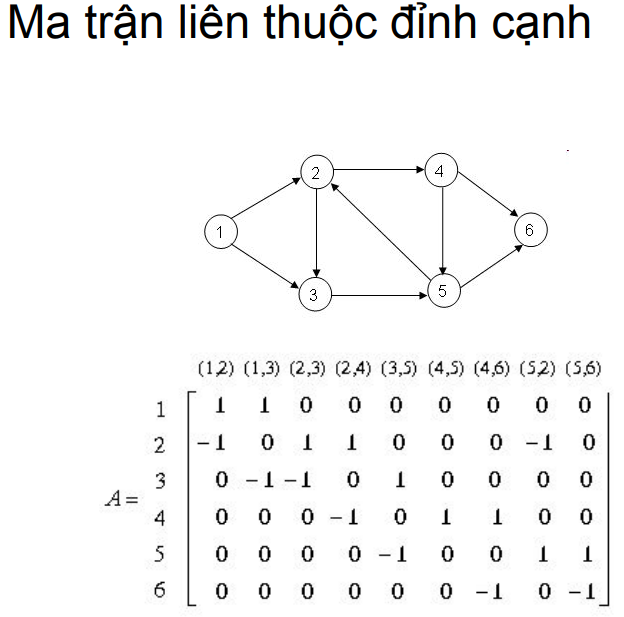 Ma trận liên thuộc đỉnh cạnh
2
4
1
6
3
5
(1,2) (1,3) (2,3) (2,4) (3,5) (4,5) (4,6) (5,2) (5,6)
1 1 1 0 0 0 0 0 0 0
2 −1 0 1 1 0 0 0 −1 0
3 0 −1 −1 0 1 0 0 0 0
A=
4 0 0 0 −1 0 1 1 0 0
5 0 0 0 0 −1 0 0 1 1
6 0 0 0 0 0 0 −1 0 −1